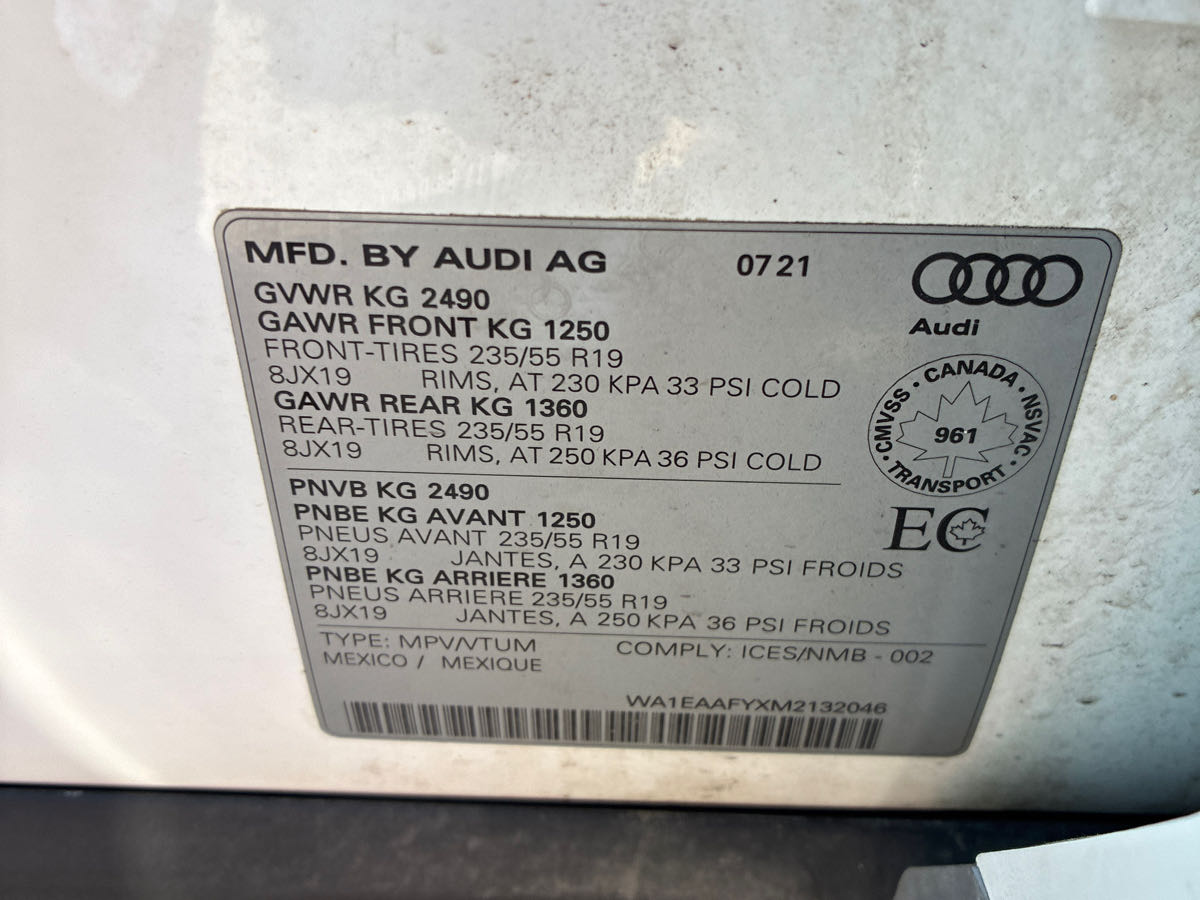 MFD. BY AUDI AG 0721
Audi
GVWR KG 2490
GAWR FRONT KG 1250
FRONT-TIRES 235/55 R19
8JX19 RIMS, AT 230 KPA 33 PSI COLD
GAWR REAR KG 1360
REAR-TIRES 235/55 R19
8JX19 RIMS, AT 250 KPA 36 PSI COLD
CMVSS · CANADA · NSVAC · TRANSPORT ·
961
PNVB KG 2490
PNBE KG AVANT 1250
PNEUS AVANT 235/55 R19
8JX19 JANTES, A 230 KPA 33 PSI FROIDS
PNBE KG ARRIERE 1360
PNEUS ARRIERE 235/55 R19
8JX19 JANTES, A 250 KPA 36 PSI FROIDS
EC
TYPE: MPV/VTUM COMPLY: ICES/NMB - 002
MEXICO / MEXIQUE
WA1EAAFYXM2132046